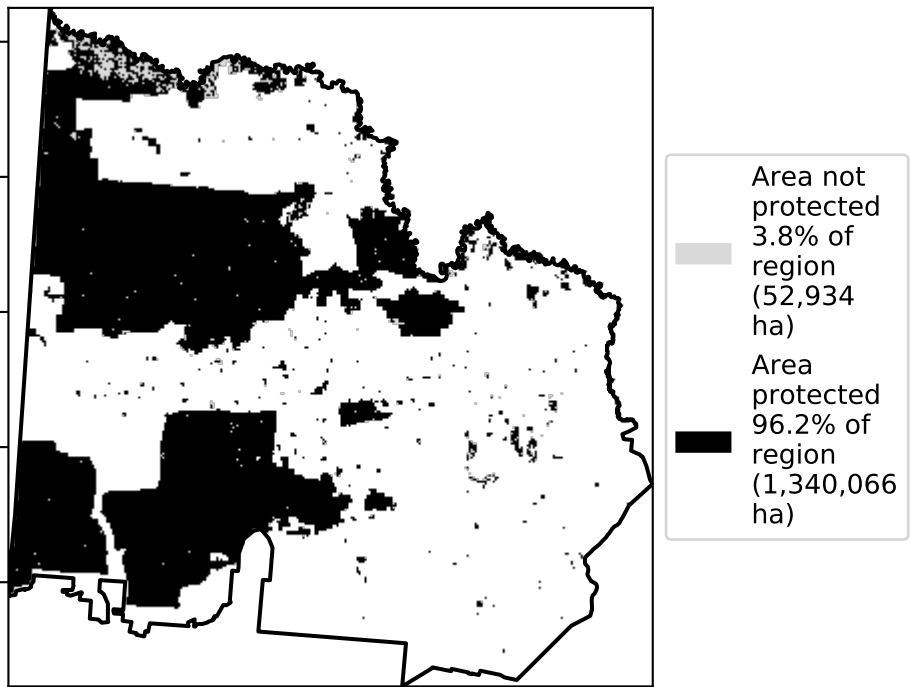 Area not
protected
3.8% of
region
(52,934
ha)
Area
protected
96.2% of
region
(1,340,066
ha)